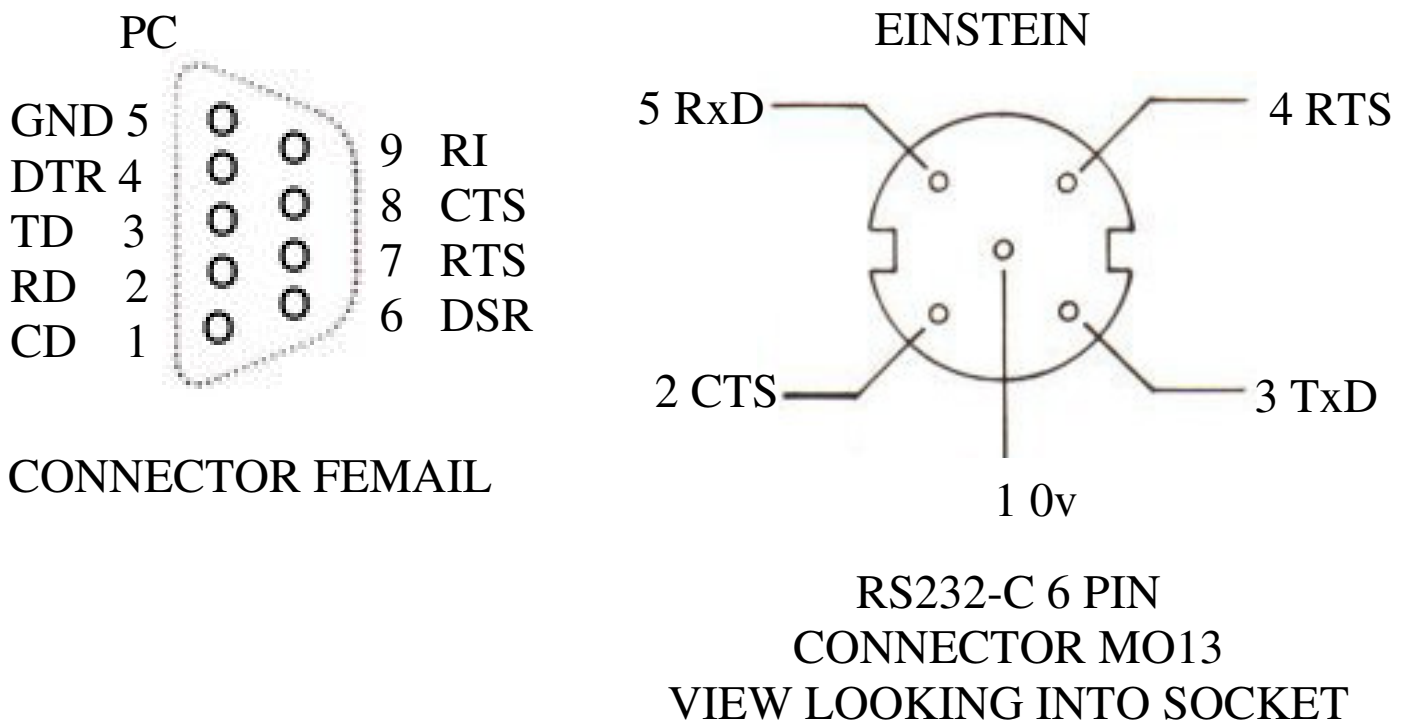 PC
GND 5
DTR 4
TD 3
RD 2
CD 1
9 RI
8 CTS
7 RTS
6 DSR
CONNECTOR FEMAIL
EINSTEIN
5 RxD
4 RTS
2 CTS
3 TxD
1 0v
RS232-C 6 PIN
CONNECTOR MO13
VIEW LOOKING INTO SOCKET